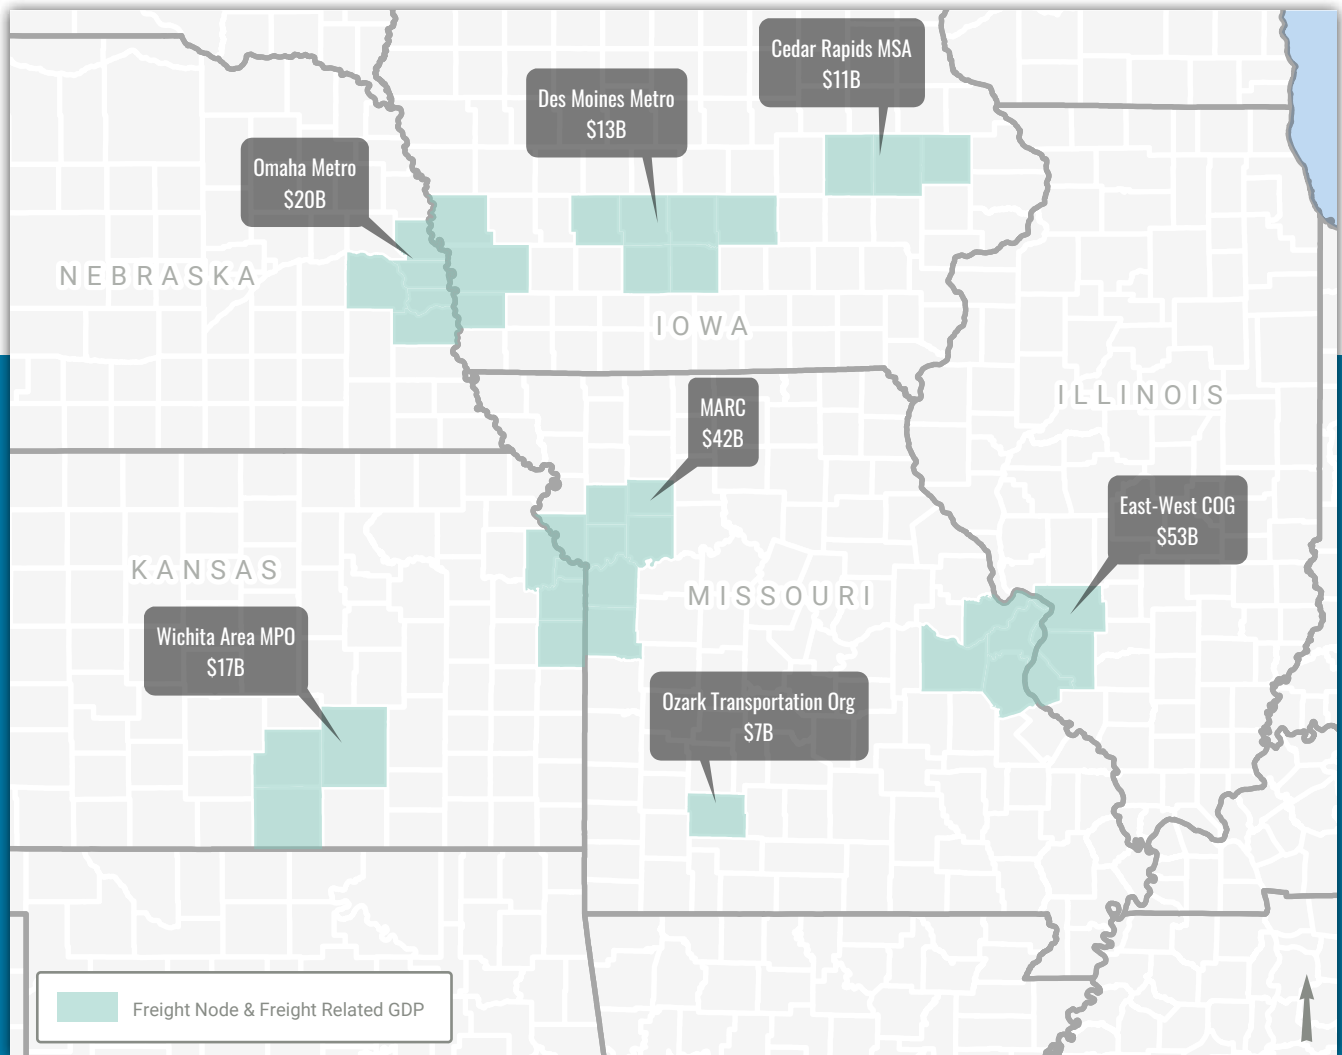 Cedar Rapids MSA
$11B
Des Moines Metro
$13B
Omaha Metro
$20B
NEBRASKA
IOWA
ILLINOIS
MARC
$42B
East-West COG
$53B
KANSAS
MISSOURI
Wichita Area MPO
$17B
Ozark Transportation Org
$7B
Freight Node & Freight Related GDP